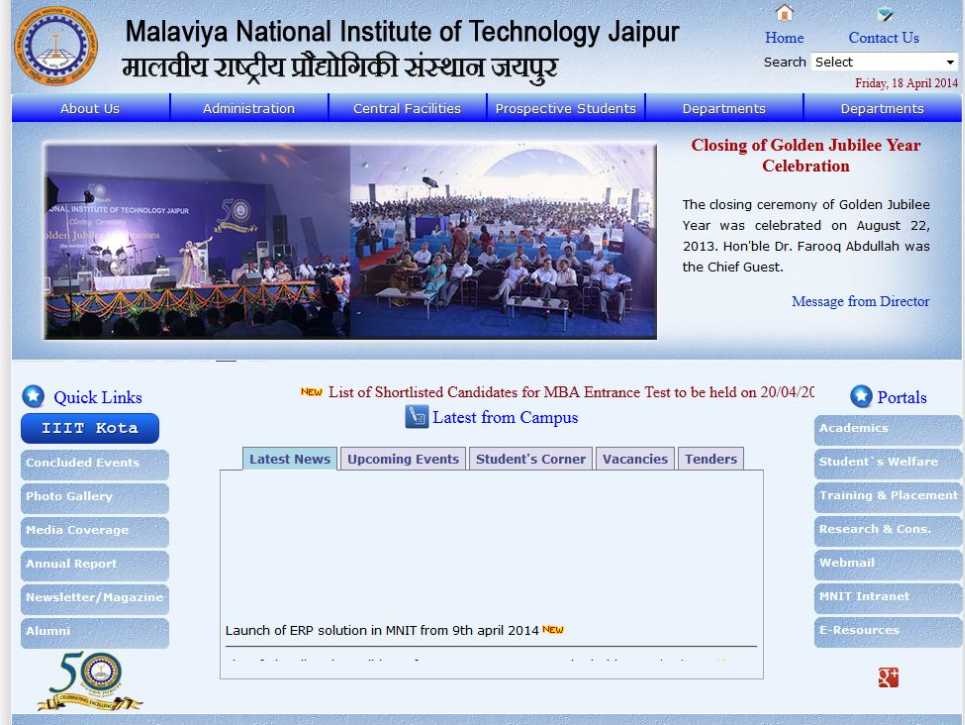 Malaviya National Institute of Technology Jaipur
मालवीय राष्ट्रीय प्रौद्योगिकी संस्थान जयपुर
Home
Contact Us
Search Select
Friday, 18 April 2014
About Us
Administration
Central Facilities
Prospective Students
Departments
Departments
NAL INSTITUTE OF TECHNOLOGY JAIPUR
Closing of Golden Jubilee Year
Celebration
The closing ceremony of Golden Jubilee
Year was celebrated on August 22,
2013. Hon'ble Dr. Farooq Abdullah was
the Chief Guest.
Message from Director
Quick Links
IIIT Kota
Concluded Events
Photo Gallery
Media Coverage
Annual Report
Newsletter/Magazine
Alumni
50
CELEBRATING EXCELLENCE
NEW List of Shortlisted Candidates for MBA Entrance Test to be held on 20/04/20
Latest from Campus
Latest News
Upcoming Events
Student's Corner
Vacancies
Tenders
Launch of ERP solution in MNIT from 9th april 2014 NEW
Portals
Academics
Student`s Welfare
Training & Placement
Research & Cons.
Webmail
MNIT Intranet
E-Resources
g+